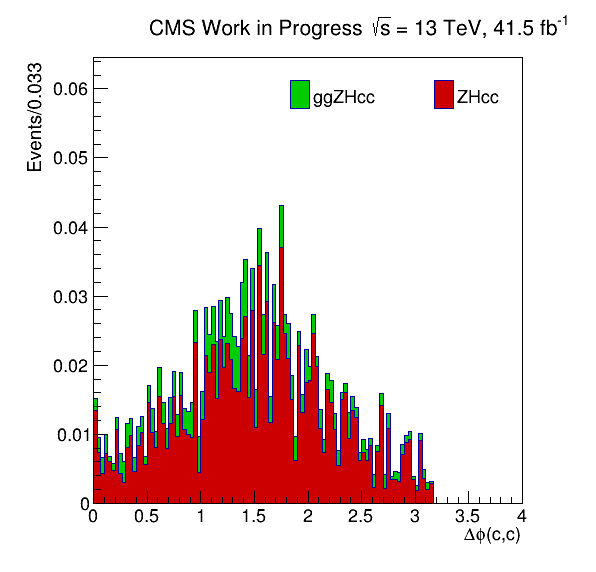 CMS Work in Progress √s = 13 TeV, 41.5 fb⁻¹
Events/0.033
ggZHcc ZHcc
0.06
0.05
0.04
0.03
0.02
0.01
0
0 0.5 1 1.5 2 2.5 3 3.5 4
Δϕ(c,c)